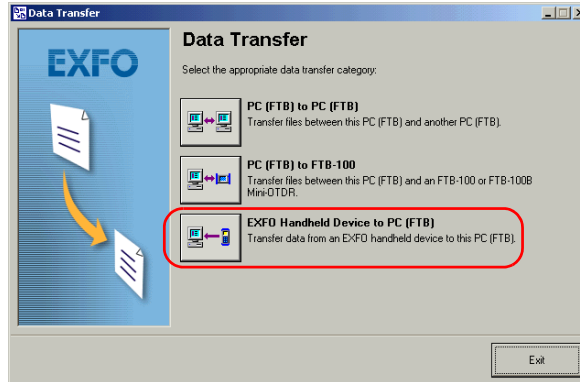 Data Transfer
EXFO
Data Transfer
Select the appropriate data transfer category:
PC (FTB) to PC (FTB)
Transfer files between this PC (FTB) and another PC (FTB).
PC (FTB) to FTB-100
Transfer files between this PC (FTB) and an FTB-100 or FTB-100B
Mini-OTDR.
EXFO Handheld Device to PC (FTB)
Transfer data from an EXFO handheld device to this PC (FTB).
Exit